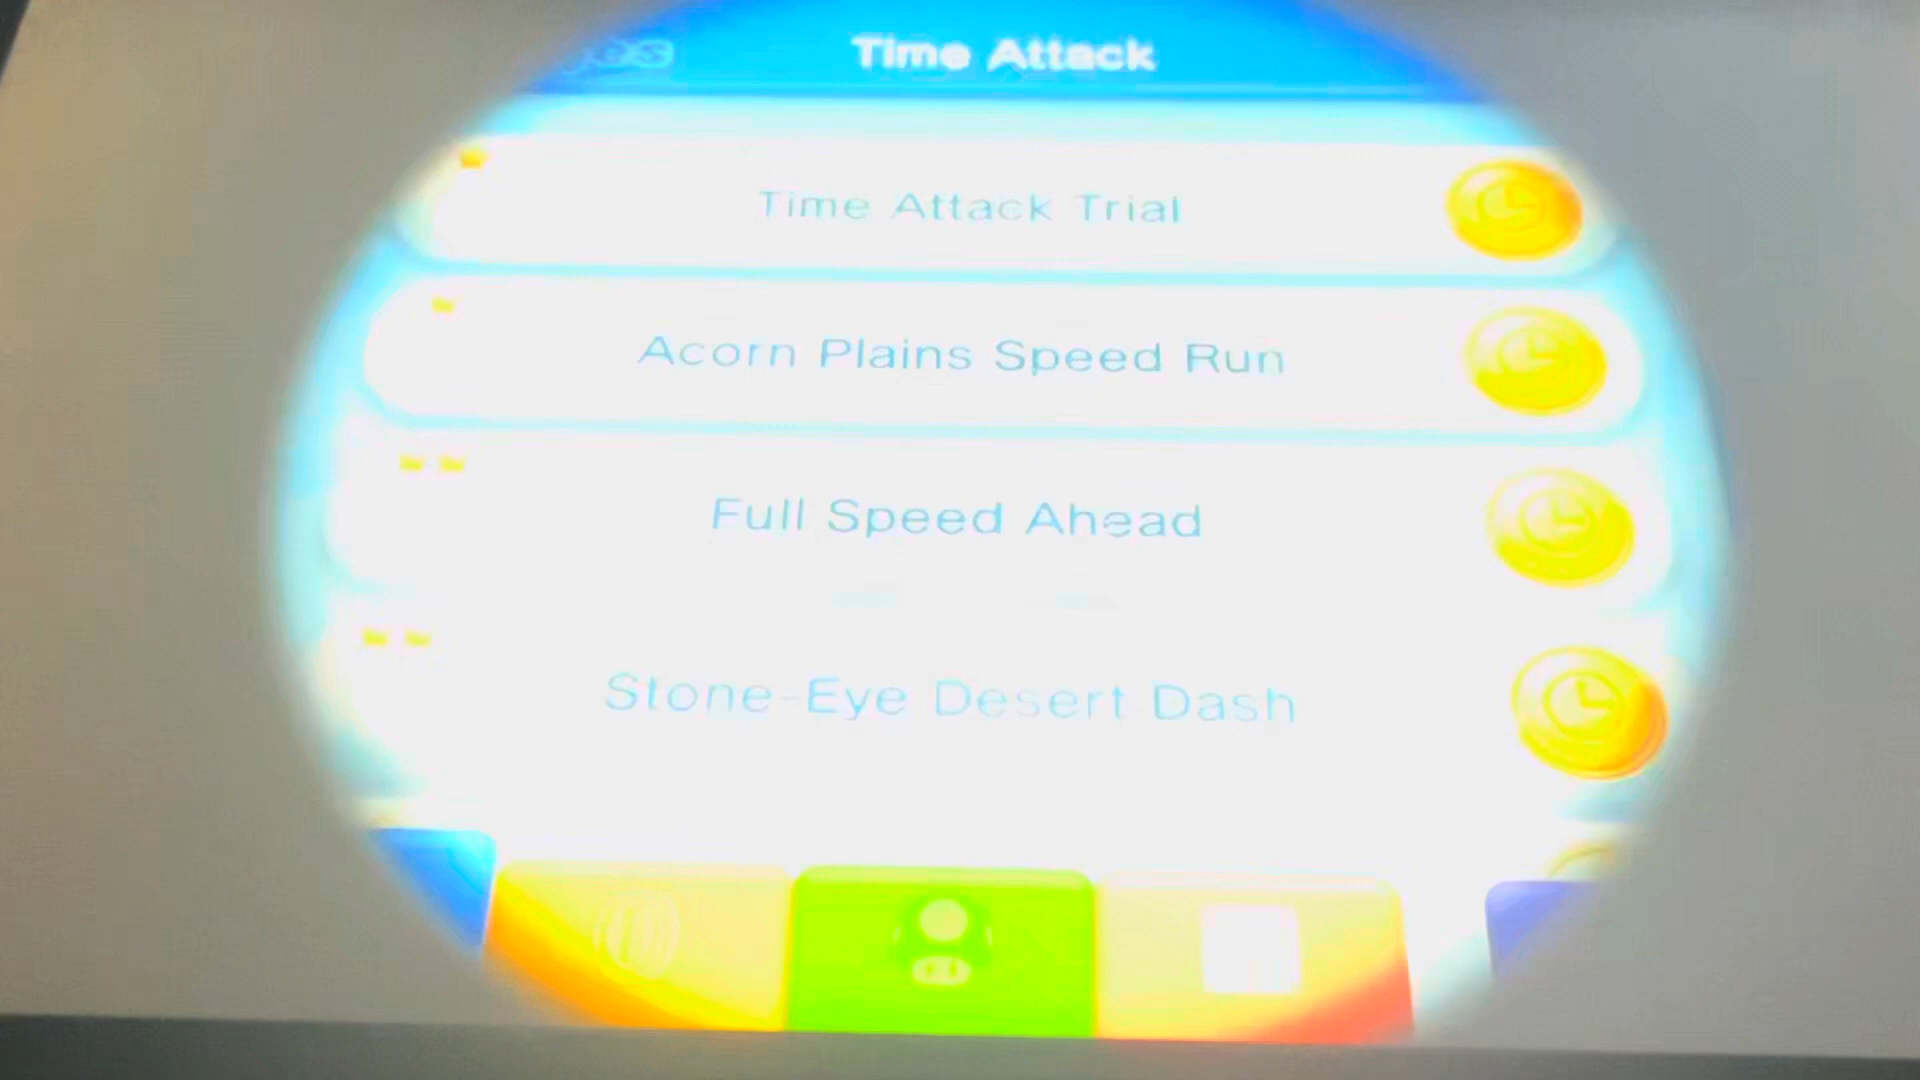 Time Attack
Time Attack Trial
Acorn Plains Speed Run
Full Speed Ahead
Stone-Eye Desert Dash